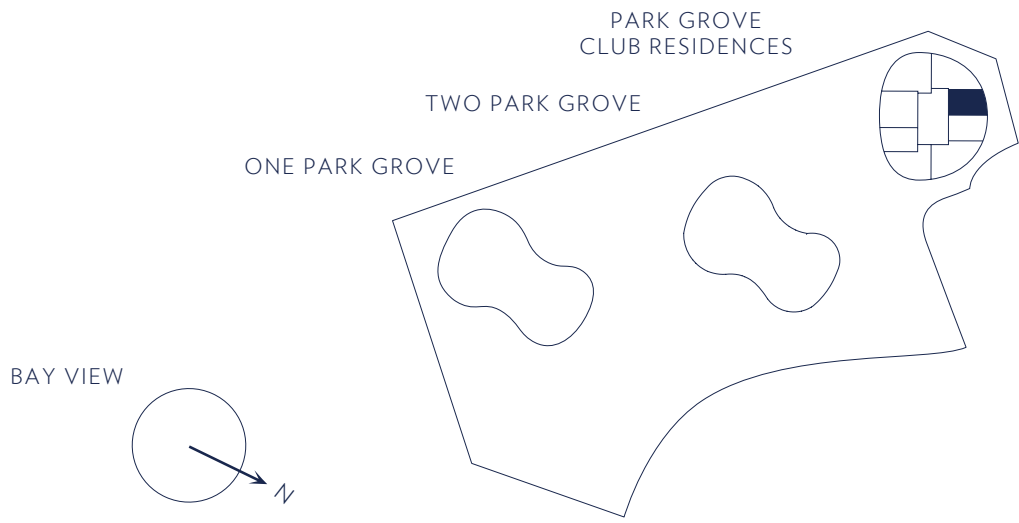 PARK GROVE
CLUB RESIDENCES
TWO PARK GROVE
ONE PARK GROVE
BAY VIEW
N